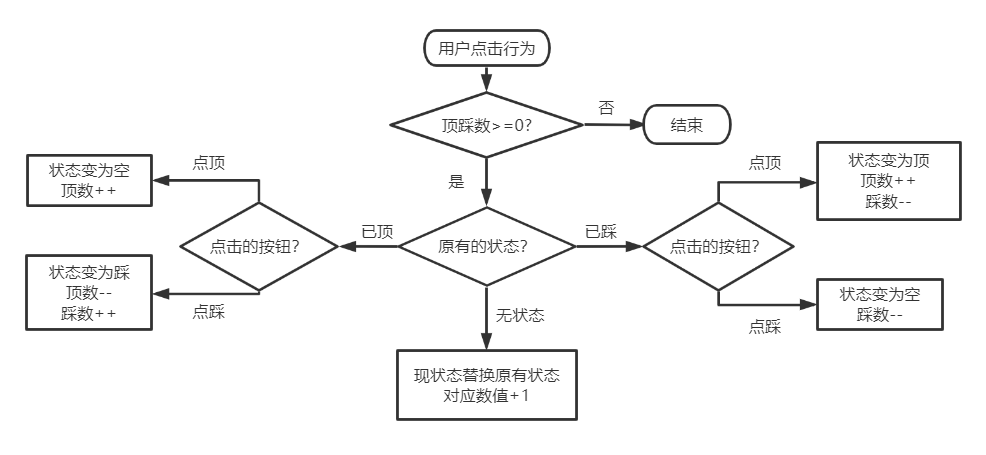 用户点击行为
顶踩数>=0?
否
结束
是
点顶
状态变为空
顶数++
点击的按钮?
已顶
原有的状态?
已踩
点击的按钮?
点顶
状态变为顶
顶数++
踩数--
状态变为踩
顶数--
踩数++
点踩
无状态
点踩
状态变为空
踩数--
现状态替换原有状态
对应数值+1